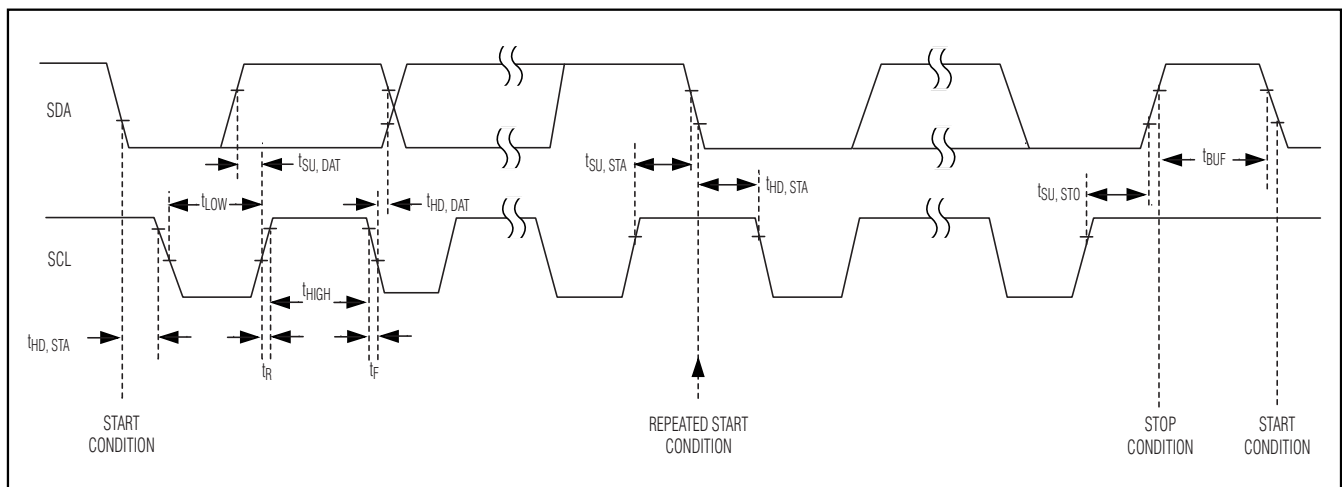 SDA
tSU, DAT
tSU, STA
tBUF
tLOW
tHD, DAT
tHD, STA
tSU, STO
SCL
tHIGH
tHD, STA
tR
tF
START
CONDITION
REPEATED START
CONDITION
STOP
CONDITION
START
CONDITION